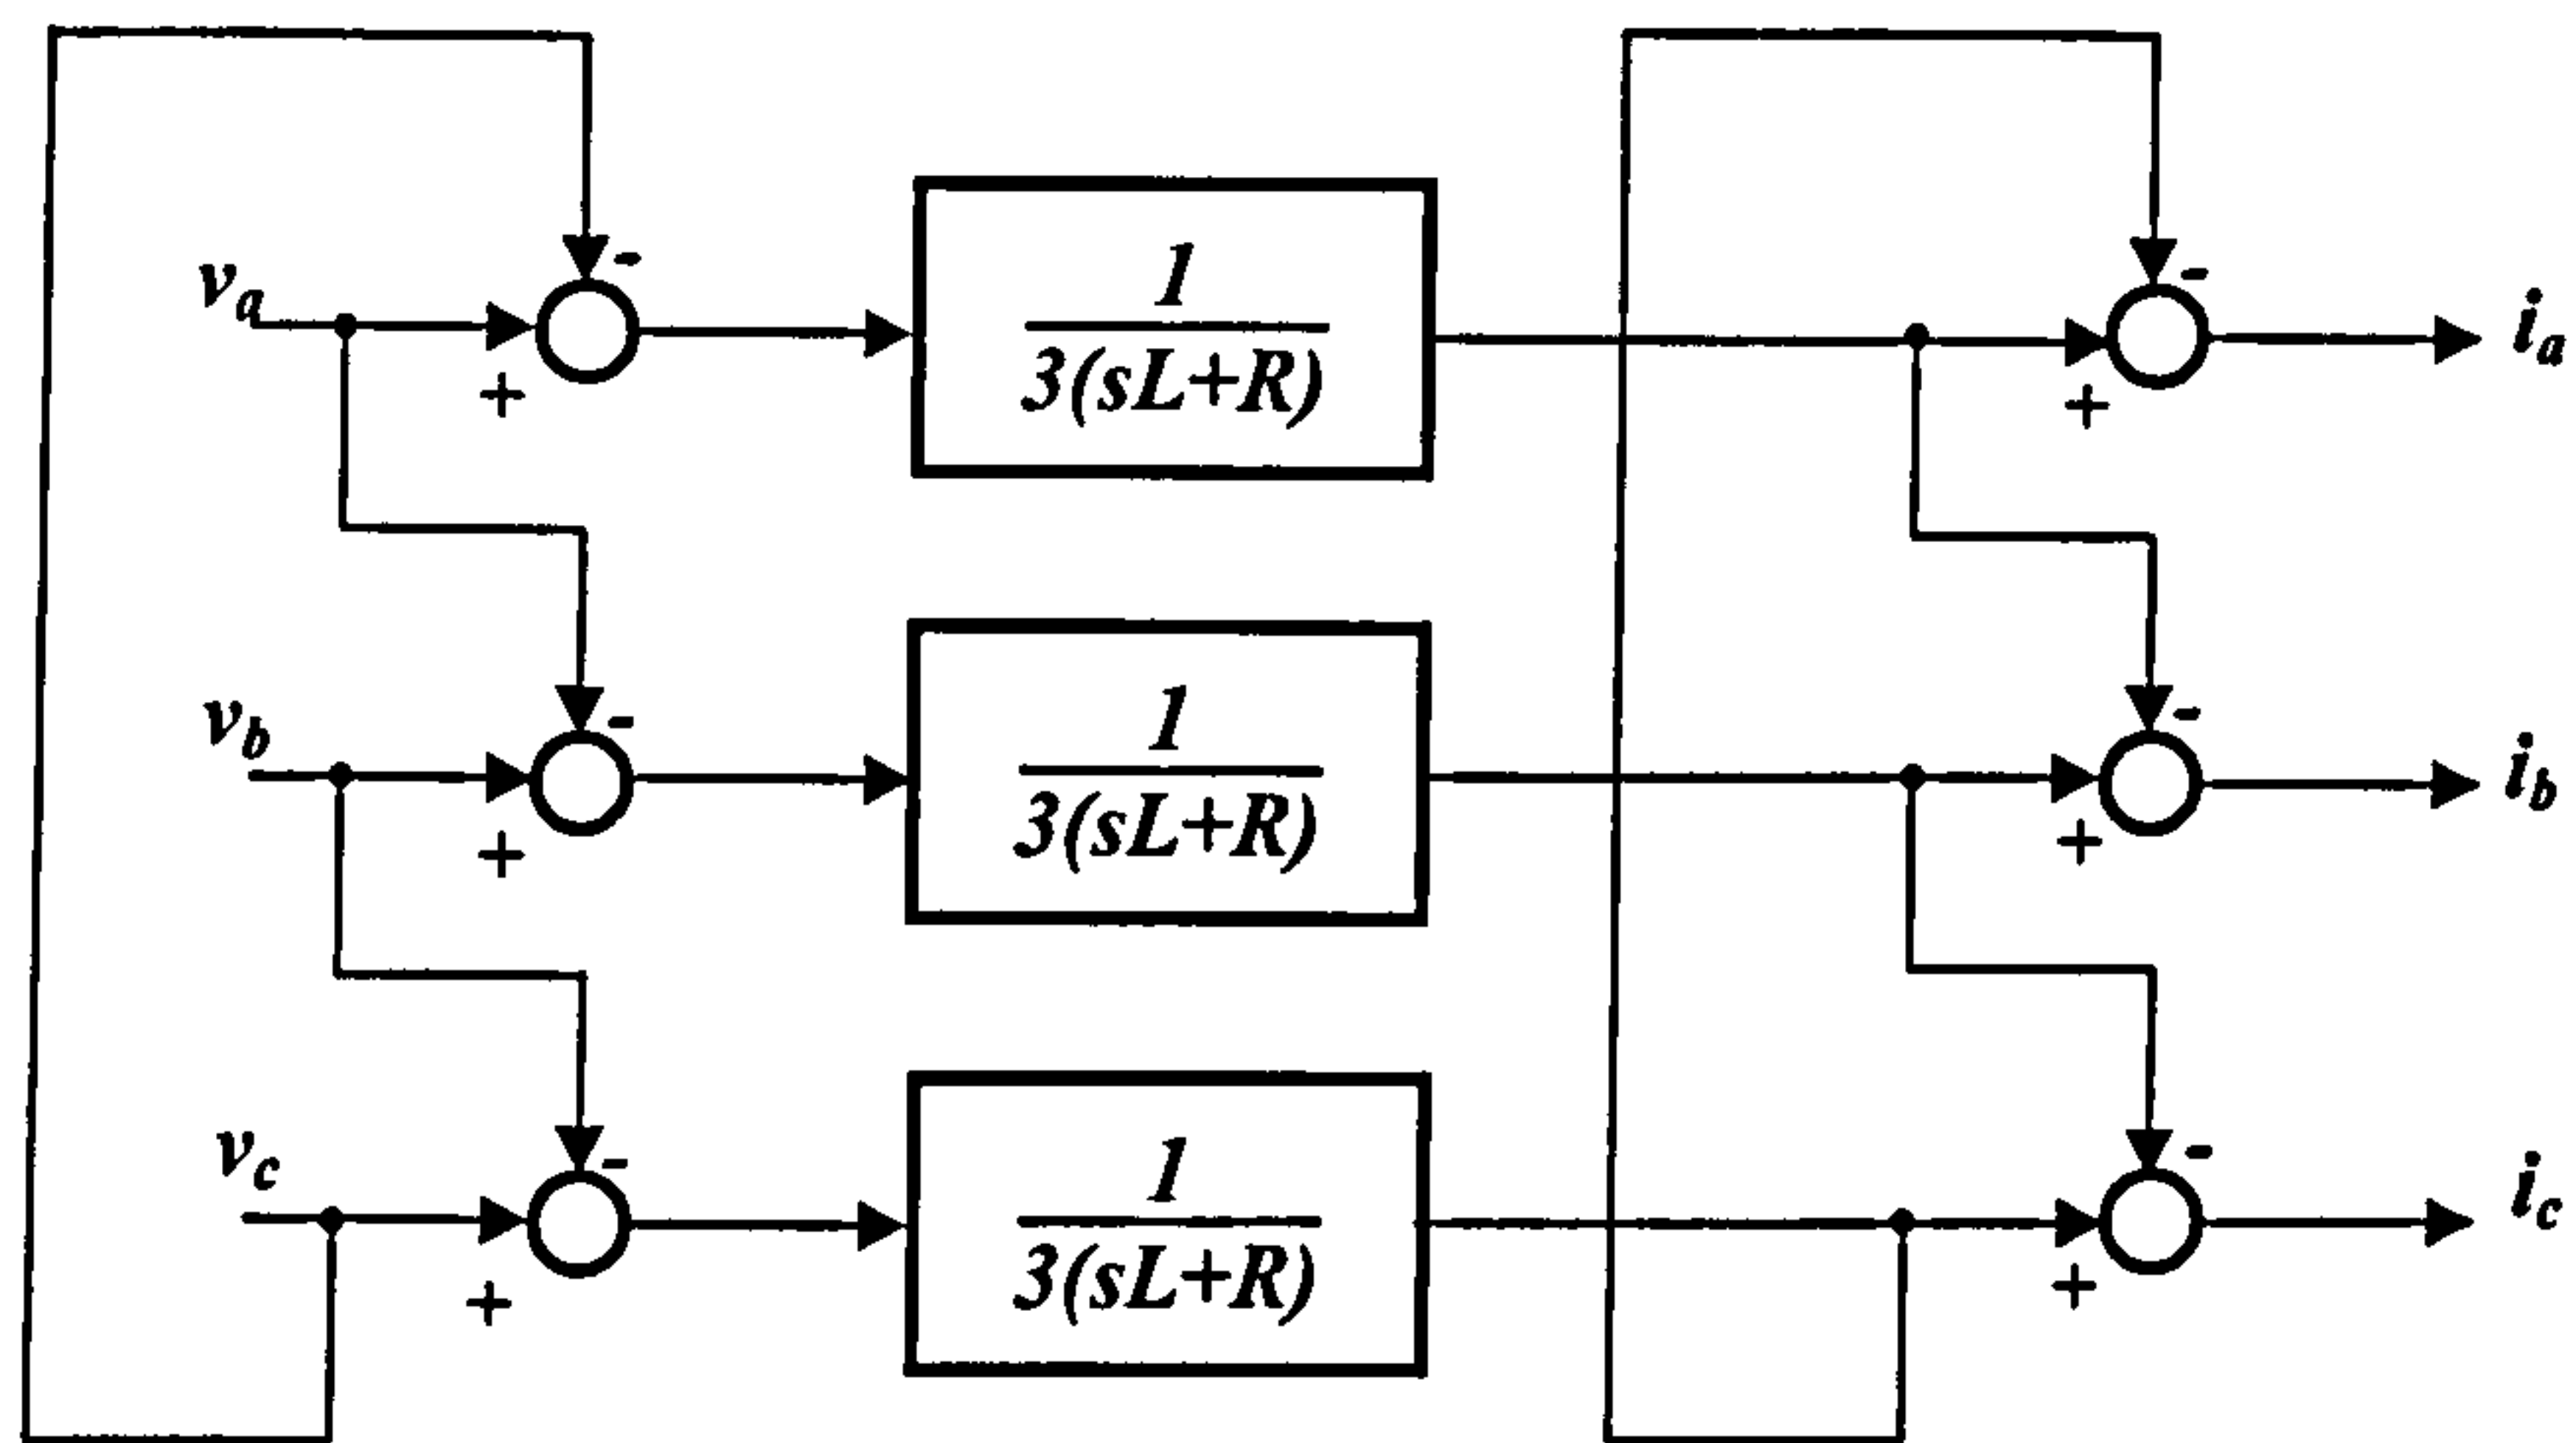 -
-
v_a
1
i_a
+
3(sL+R)
+
-
-
v_b
1
i_b
+
3(sL+R)
+
-
-
v_c
1
i_c
+
3(sL+R)
+